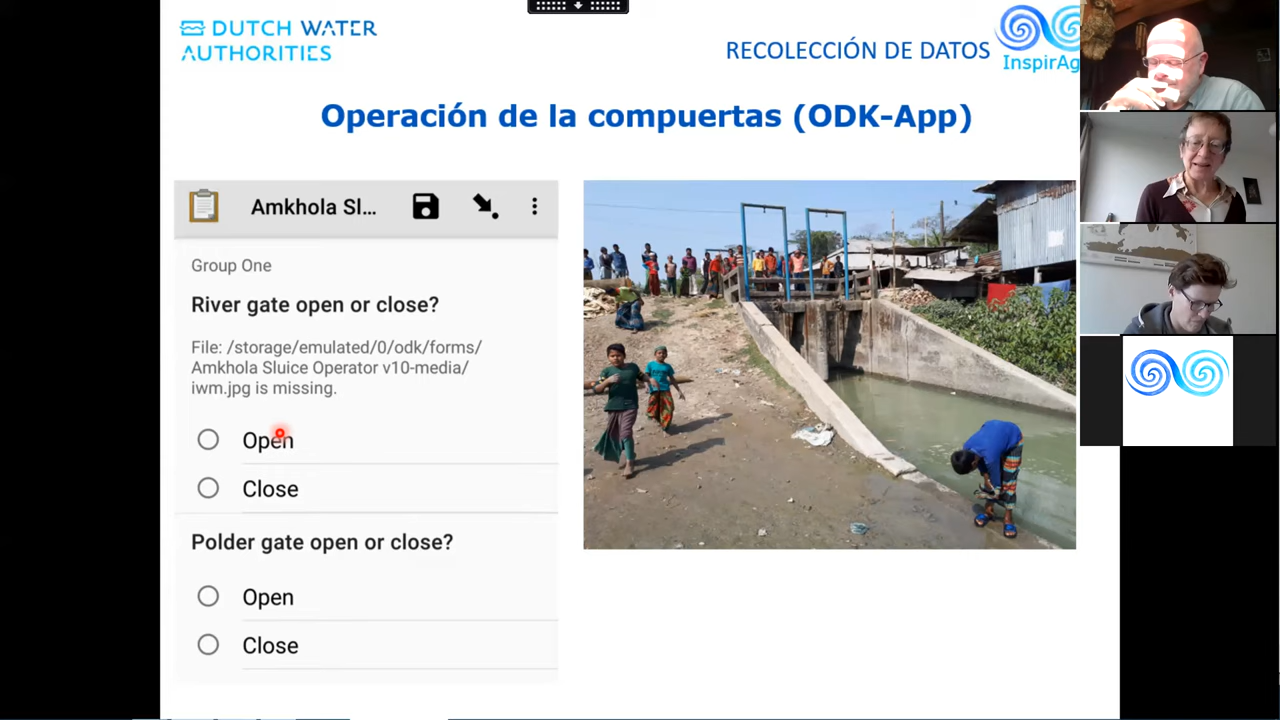 DUTCH WATER
AUTHORITIES
RECOLECCIÓN DE DATOS
InspirAg
Operación de la compuertas (ODK-App)
Amkhola Sl...
Group One
River gate open or close?
File: /storage/emulated/0/odk/forms/
Amkhola Sluice Operator v10-media/
iwm.jpg is missing.
Open
Close
Polder gate open or close?
Open
Close